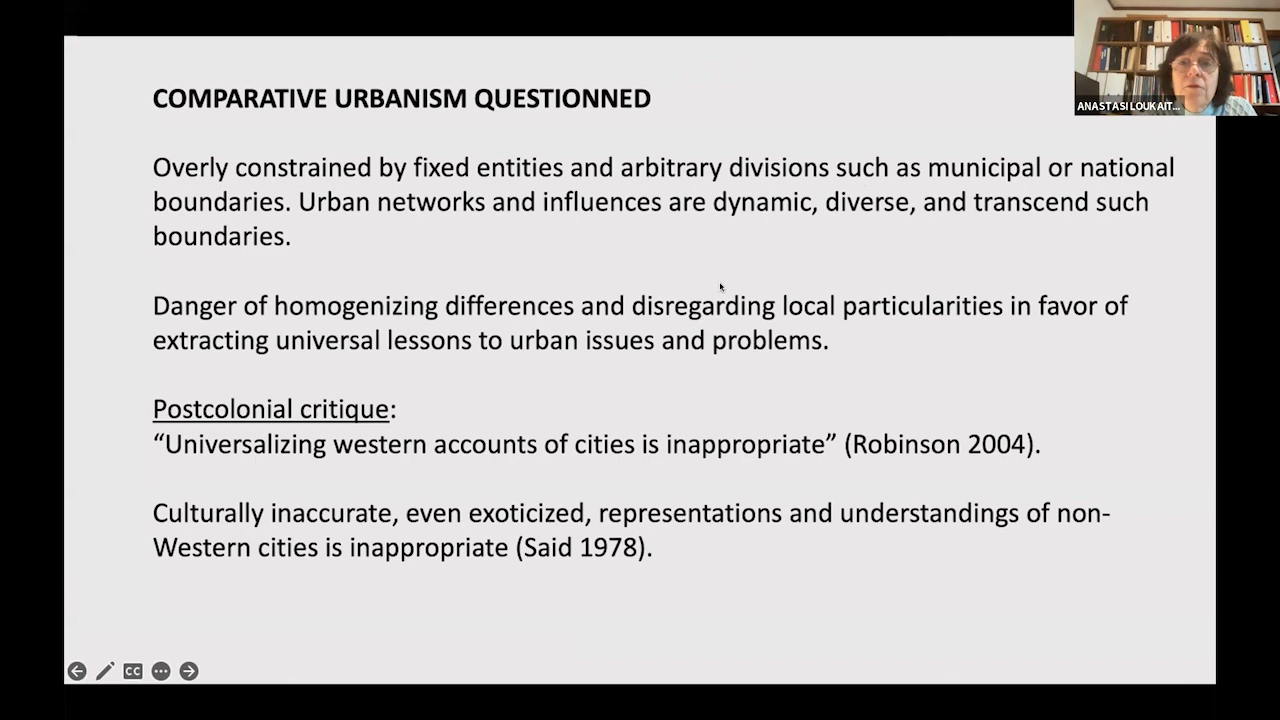 COMPARATIVE URBANISM QUESTIONNED
ANASTASI LOUKAIT...
Overly constrained by fixed entities and arbitrary divisions such as municipal or national
boundaries. Urban networks and influences are dynamic, diverse, and transcend such
boundaries.
Danger of homogenizing differences and disregarding local particularities in favor of
extracting universal lessons to urban issues and problems.
Postcolonial critique:
“Universalizing western accounts of cities is inappropriate” (Robinson 2004).
Culturally inaccurate, even exoticized, representations and understandings of non-
Western cities is inappropriate (Said 1978).
CC